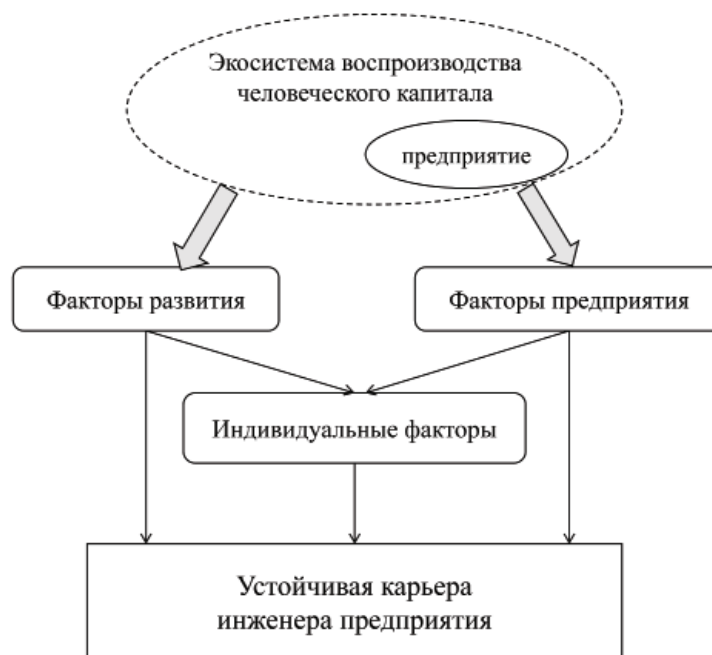 Экосистема воспроизводства
человеческого капитала
предприятие
Факторы развития
Факторы предприятия
Индивидуальные факторы
Устойчивая карьера
инженера предприятия